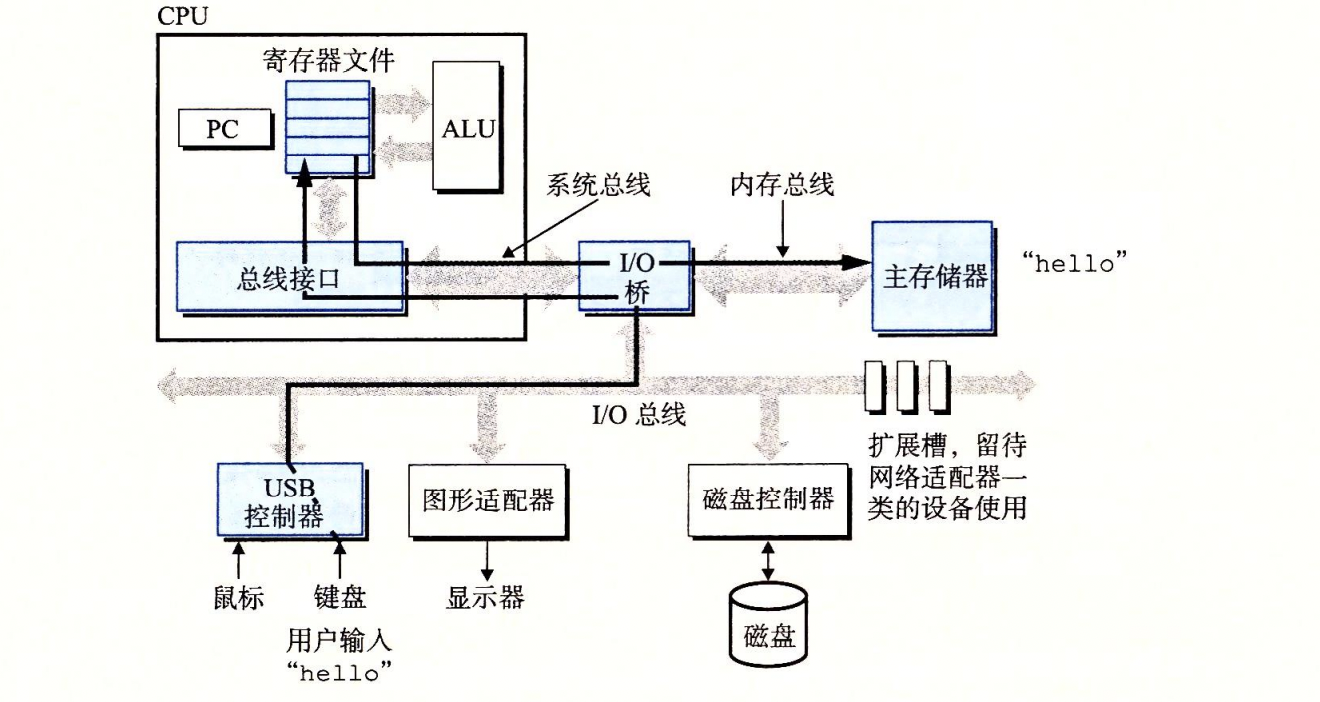 CPU
寄存器文件
PC
ALU
系统总线
内存总线
总线接口
I/O
桥
主存储器
“hello”
I/O 总线
扩展槽，留待
网络适配器一
类的设备使用
USB
控制器
图形适配器
磁盘控制器
鼠标
键盘
显示器
磁盘
用户输入
“hello”